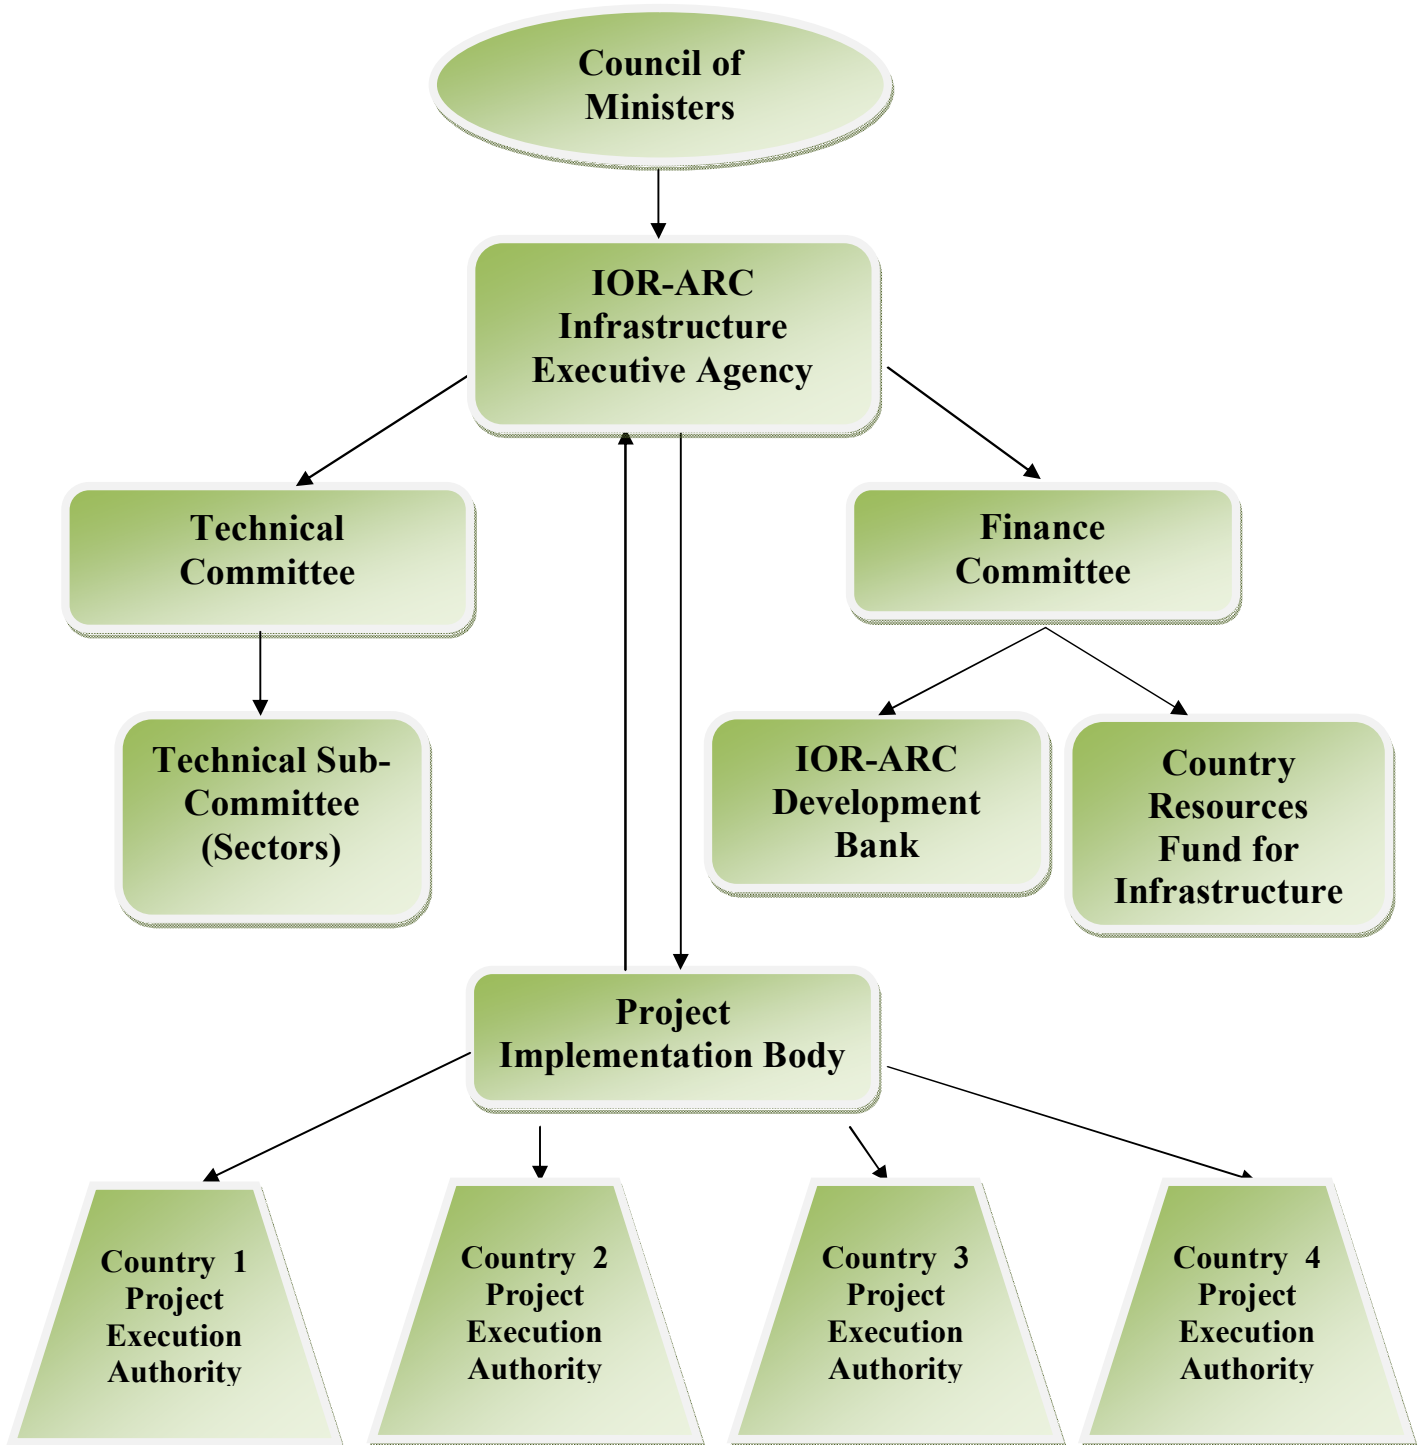 Council of
Ministers
IOR-ARC
Infrastructure
Executive Agency
Technical
Committee
Finance
Committee
Technical Sub-
Committee
(Sectors)
IOR-ARC
Development
Bank
Country
Resources
Fund for
Infrastructure
Project
Implementation Body
Country 1
Project
Execution
Authority
Country 2
Project
Execution
Authority
Country 3
Project
Execution
Authority
Country 4
Project
Execution
Authority